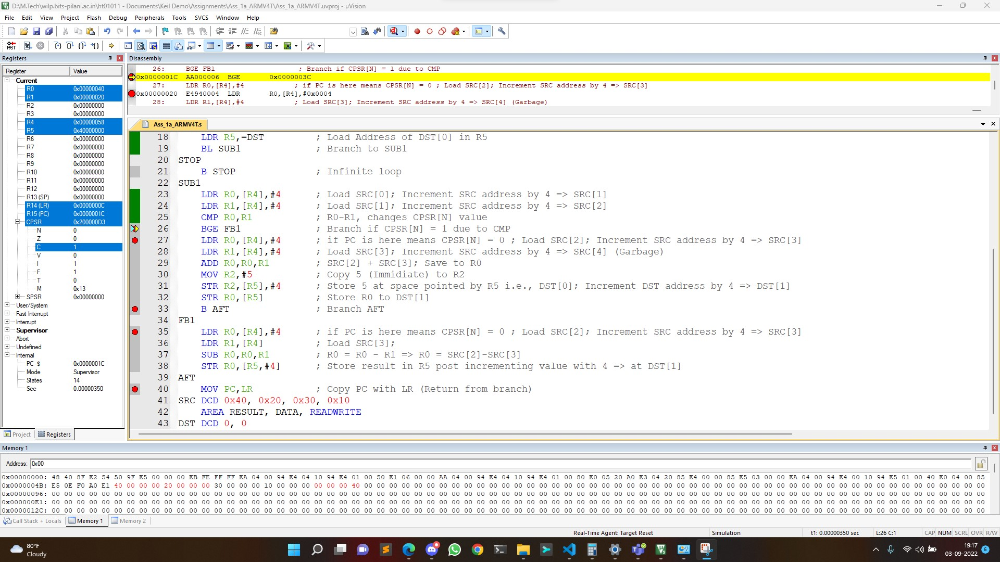 D:\M.Tech\wilp.bits-pilani.ac.in\ht01011 - Documents\Keil Demo\Assignments\Ass_1a_ARMV4T\Ass_1a_ARMV4T.uvproj - µVision
File Edit View Project Flash Debug Peripherals Tools SVCS Window Help
Registers
Register Value
Current
R0 0x00000040
R1 0x00000020
R2 0x00000000
R3 0x00000000
R4 0x00000058
R5 0x40000000
R6 0x00000000
R7 0x00000000
R8 0x00000000
R9 0x00000000
R10 0x00000000
R11 0x00000000
R12 0x00000000
R13 (SP) 0x00000000
R14 (LR) 0x0000000C
R15 (PC) 0x0000001C
CPSR 0x200000D3
N 0
Z 0
C 1
V 0
I 1
F 1
T 0
M 0x13
SPSR 0x00000000
User/System
Fast Interrupt
Interrupt
Supervisor
Abort
Undefined
Internal
PC $ 0x0000001C
Mode Supervisor
States 14
Sec 0.00000350
Project Registers
Disassembly
26: BGE FB1 ; Branch if CPSR[N] = 1 due to CMP
0x0000001C AA000006 BGE 0x0000003C
27: LDR R0,[R4],#4 ; if PC is here means CPSR[N] = 0 ; Load SRC[2]; Increment SRC address by 4 => SRC[3]
0x00000020 E4940004 LDR R0,[R4],#0x0004
28: LDR R1,[R4],#4 ; Load SRC[3]; Increment SRC address by 4 => SRC[4] (Garbage)
Ass_1a_ARMV4T.s
18 LDR R5,=DST ; Load Address of DST[0] in R5
19 BL SUB1 ; Branch to SUB1
20 STOP
21 B STOP ; Infinite loop
22 SUB1
23 LDR R0,[R4],#4 ; Load SRC[0]; Increment SRC address by 4 => SRC[1]
24 LDR R1,[R4],#4 ; Load SRC[1]; Increment SRC address by 4 => SRC[2]
25 CMP R0,R1 ; R0-R1, changes CPSR[N] value
26 BGE FB1 ; Branch if CPSR[N] = 1 due to CMP
27 LDR R0,[R4],#4 ; if PC is here means CPSR[N] = 0 ; Load SRC[2]; Increment SRC address by 4 => SRC[3]
28 LDR R1,[R4],#4 ; Load SRC[3]; Increment SRC address by 4 => SRC[4] (Garbage)
29 ADD R0,R0,R1 ; SRC[2] + SRC[3]; Save to R0
30 MOV R2,#5 ; Copy 5 (Immidiate) to R2
31 STR R2,[R5],#4 ; Store 5 at space pointed by R5 i.e., DST[0]; Increment DST address by 4 => DST[1]
32 STR R0,[R5] ; Store R0 to DST[1]
33 B AFT ; Branch AFT
34 FB1
35 LDR R0,[R4],#4 ; if PC is here means CPSR[N] = 0 ; Load SRC[2]; Increment SRC address by 4 => SRC[3]
36 LDR R1,[R4] ; Load SRC[3];
37 SUB R0,R0,R1 ; R0 = R0 - R1 => R0 = SRC[2]-SRC[3]
38 STR R0,[R5,#4] ; Store result in R5 post incrementing value with 4 => at DST[1]
39 AFT
40 MOV PC,LR ; Copy PC with LR (Return from branch)
41 SRC DCD 0x40, 0x20, 0x30, 0x10
42 AREA RESULT, DATA, READWRITE
43 DST DCD 0, 0
Memory 1
Address: 0x00
0x00000000: 48 40 8F E2 54 50 9F E5 00 00 00 EB FE FF FF EA 04 00 94 E4 04 10 94 E4 01 00 50 E1 06 00 00 AA 04 00 94 E4 04 10 94 E4 01 00 80 E0 05 20 A0 E3 04 20 85 E4 00 00 85 E5 03 00 00 EA 04 00 94 E4 00 10 94 E5 01 00 40 E0 04 00 85
0x0000004B: E5 0E F0 A0 E1 40 00 00 00 20 00 00 00 30 00 00 00 10 00 00 00 00 00 00 40 00 00 00 00 00 00 00 00 00 00 00 00 00 00 00 00 00 00 00 00 00 00 00 00 00 00 00 00 00 00 00 00 00 00 00 00 00 00 00 00 00 00 00 00 00 00 00 00 00 00
0x00000096: 00 00 00 00 00 00 00 00 00 00 00 00 00 00 00 00 00 00 00 00 00 00 00 00 00 00 00 00 00 00 00 00 00 00 00 00 00 00 00 00 00 00 00 00 00 00 00 00 00 00 00 00 00 00 00 00 00 00 00 00 00 00 00 00 00 00 00 00 00 00 00 00 00 00 00
0x000000E1: 00 00 00 00 00 00 00 00 00 00 00 00 00 00 00 00 00 00 00 00 00 00 00 00 00 00 00 00 00 00 00 00 00 00 00 00 00 00 00 00 00 00 00 00 00 00 00 00 00 00 00 00 00 00 00 00 00 00 00 00 00 00 00 00 00 00 00 00 00 00 00 00 00 00 00
0x0000012C: 00 00 00 00 00 00 00 00 00 00 00 00 00 00 00 00 00 00 00 00 00 00 00 00 00 00 00 00 00 00 00 00 00 00 00 00 00 00 00 00 00 00 00 00 00 00 00 00 00 00 00 00 00 00 00 00 00 00 00 00 00 00 00 00 00 00 00 00 00 00 00 00 00 00 00
Call Stack + Locals Memory 1 Memory 2
Real-Time Agent: Target Reset Simulation t1: 0.00000350 sec L:26 C:1 CAP NUM SCRL OVR R/W
80°F
Cloudy
19:17
03-09-2022
6